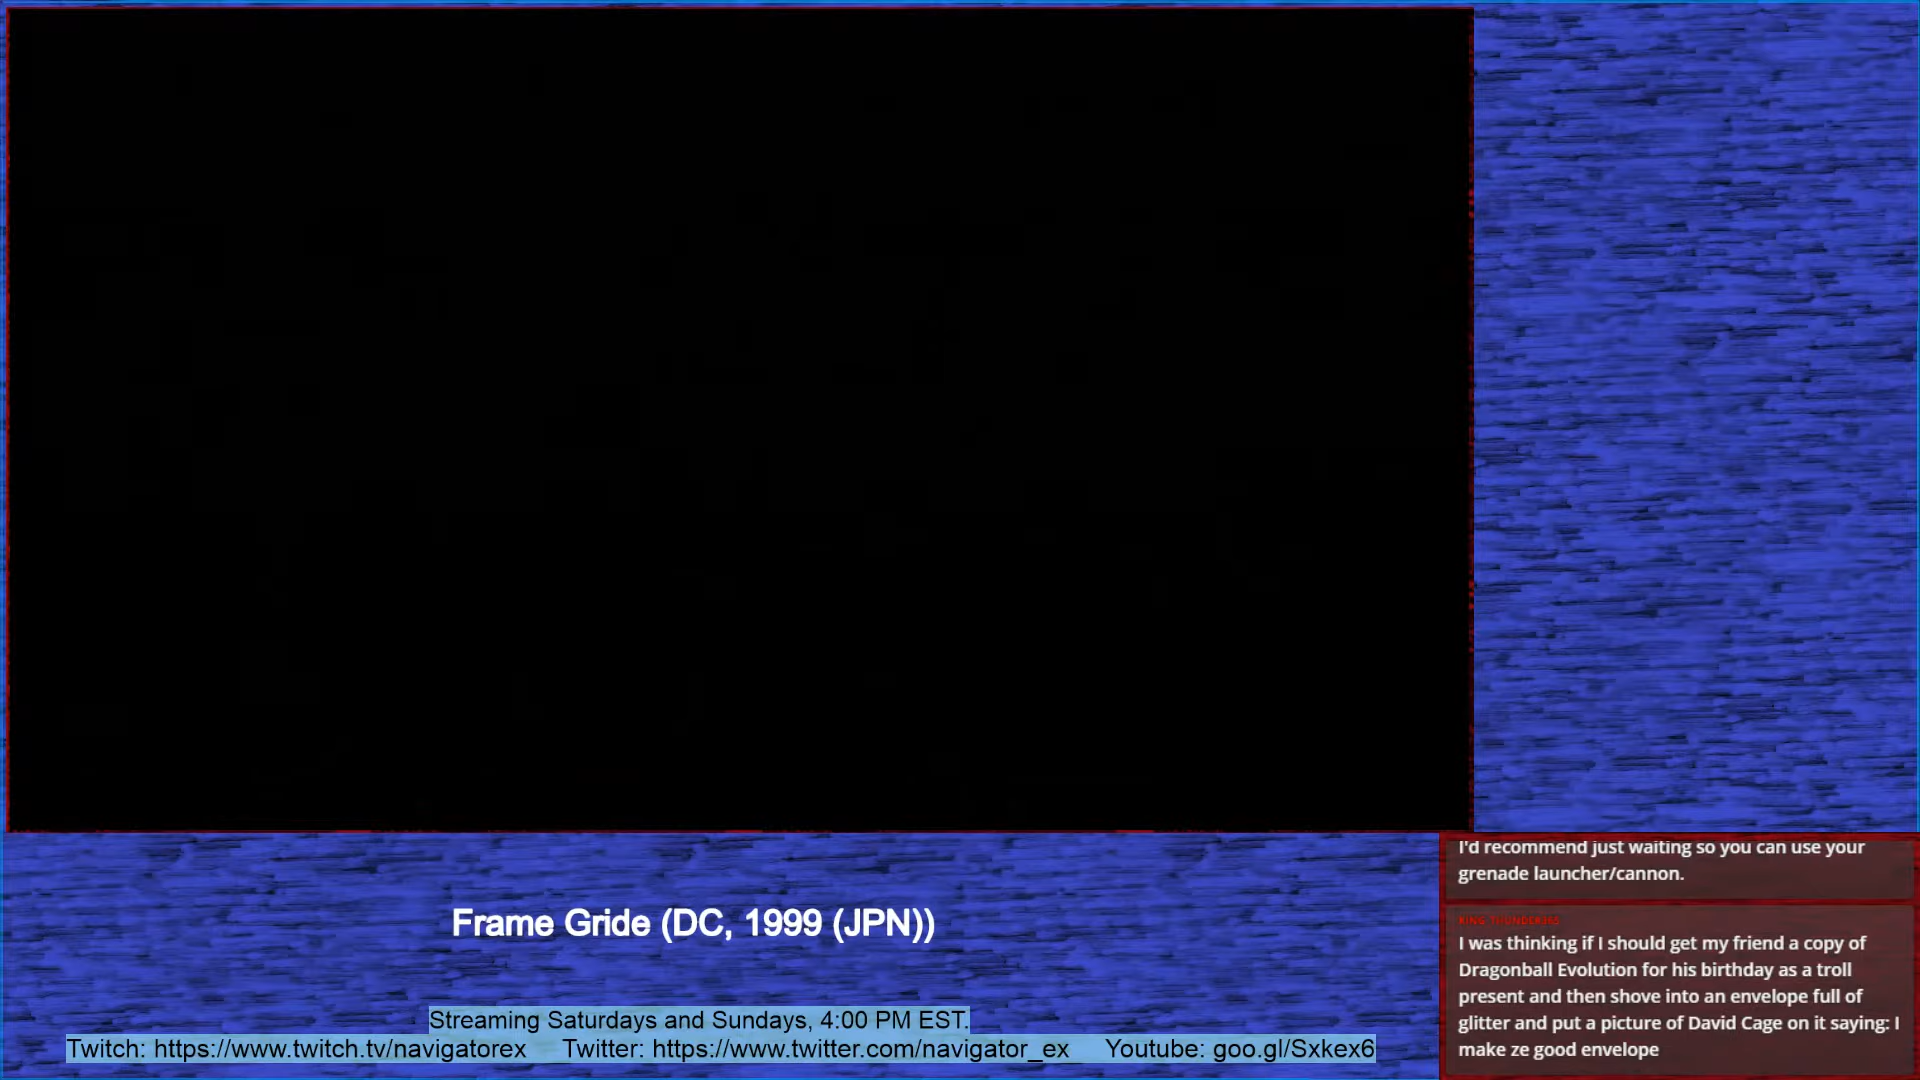 I'd recommend just waiting so you can use your
grenade launcher/cannon.
KING THUNDER365
I was thinking if I should get my friend a copy of
Dragonball Evolution for his birthday as a troll
present and then shove into an envelope full of
glitter and put a picture of David Cage on it saying: I
make ze good envelope
Frame Gride (DC, 1999 (JPN))
Streaming Saturdays and Sundays, 4:00 PM EST.
Twitch: https://www.twitch.tv/navigatorex Twitter: https://www.twitter.com/navigator_ex Youtube: goo.gl/Sxkex6